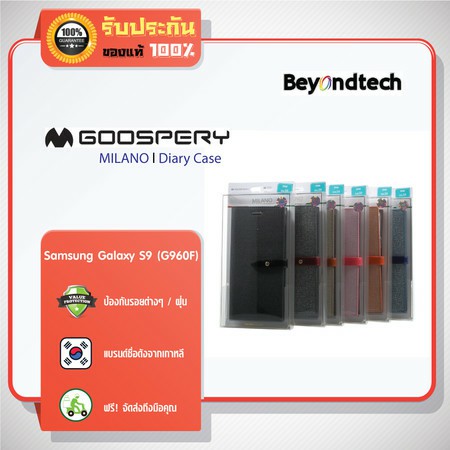 100%
GUARANTEE
รับประกัน
ของแท้ 100%
Beyondtech
GOOSPERY
MILANO | Diary Case
Samsung Galaxy S9 (G960F)
VALUE
PROTECTION
ป้องกันรอยต่างๆ / ฝุ่น
แบรนด์ชื่อดังจากเกาหลี
ฟรี! จัดส่งถึงมือคุณ